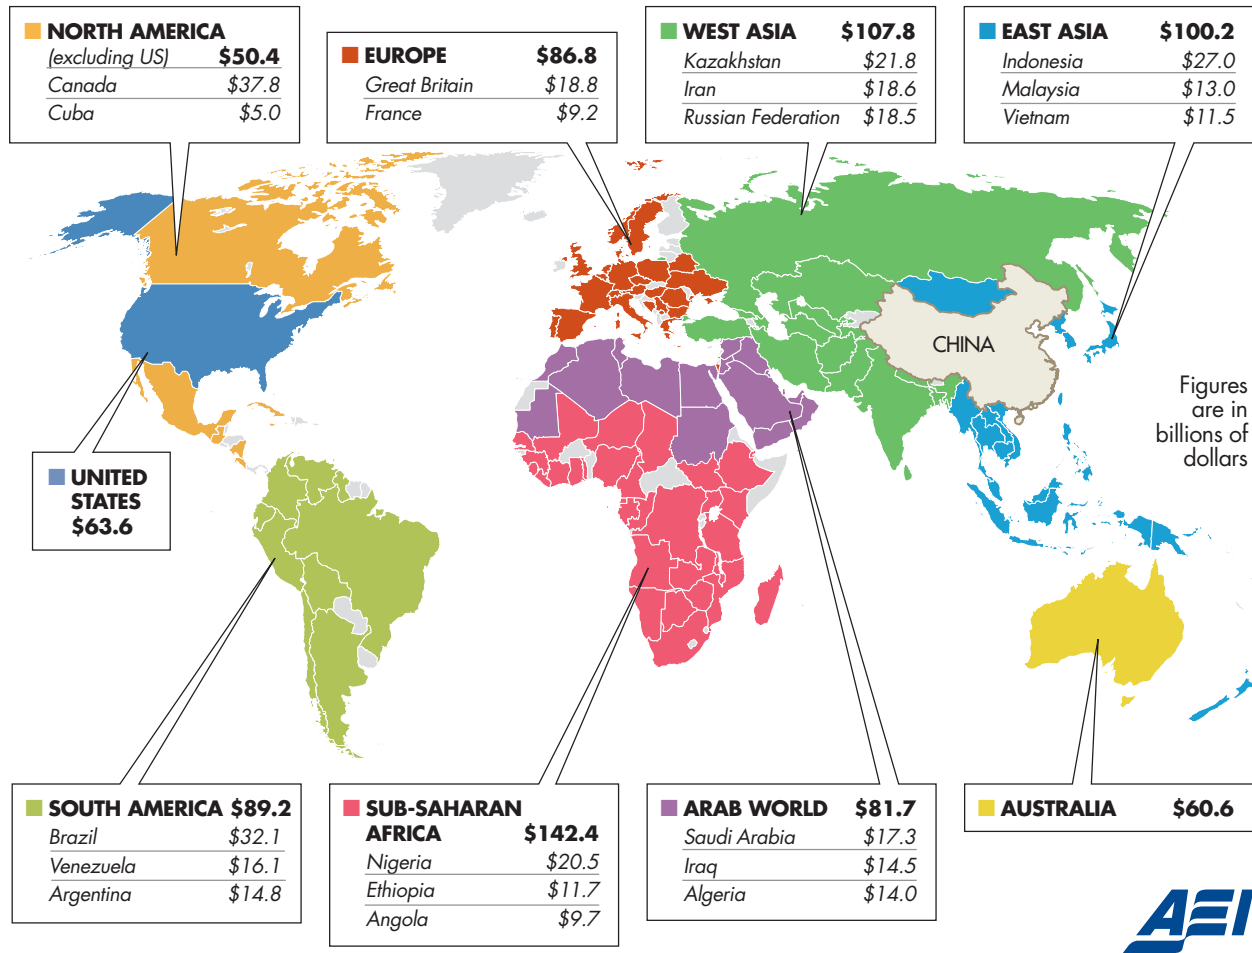 NORTH AMERICA
(excluding US) $50.4
Canada $37.8
Cuba $5.0
EUROPE $86.8
Great Britain $18.8
France $9.2
WEST ASIA $107.8
Kazakhstan $21.8
Iran $18.6
Russian Federation $18.5
EAST ASIA $100.2
Indonesia $27.0
Malaysia $13.0
Vietnam $11.5
CHINA
Figures
are in
billions of
dollars
UNITED
STATES
$63.6
SOUTH AMERICA $89.2
Brazil $32.1
Venezuela $16.1
Argentina $14.8
SUB-SAHARAN
AFRICA $142.4
Nigeria $20.5
Ethiopia $11.7
Angola $9.7
ARAB WORLD $81.7
Saudi Arabia $17.3
Iraq $14.5
Algeria $14.0
AUSTRALIA $60.6
AEI